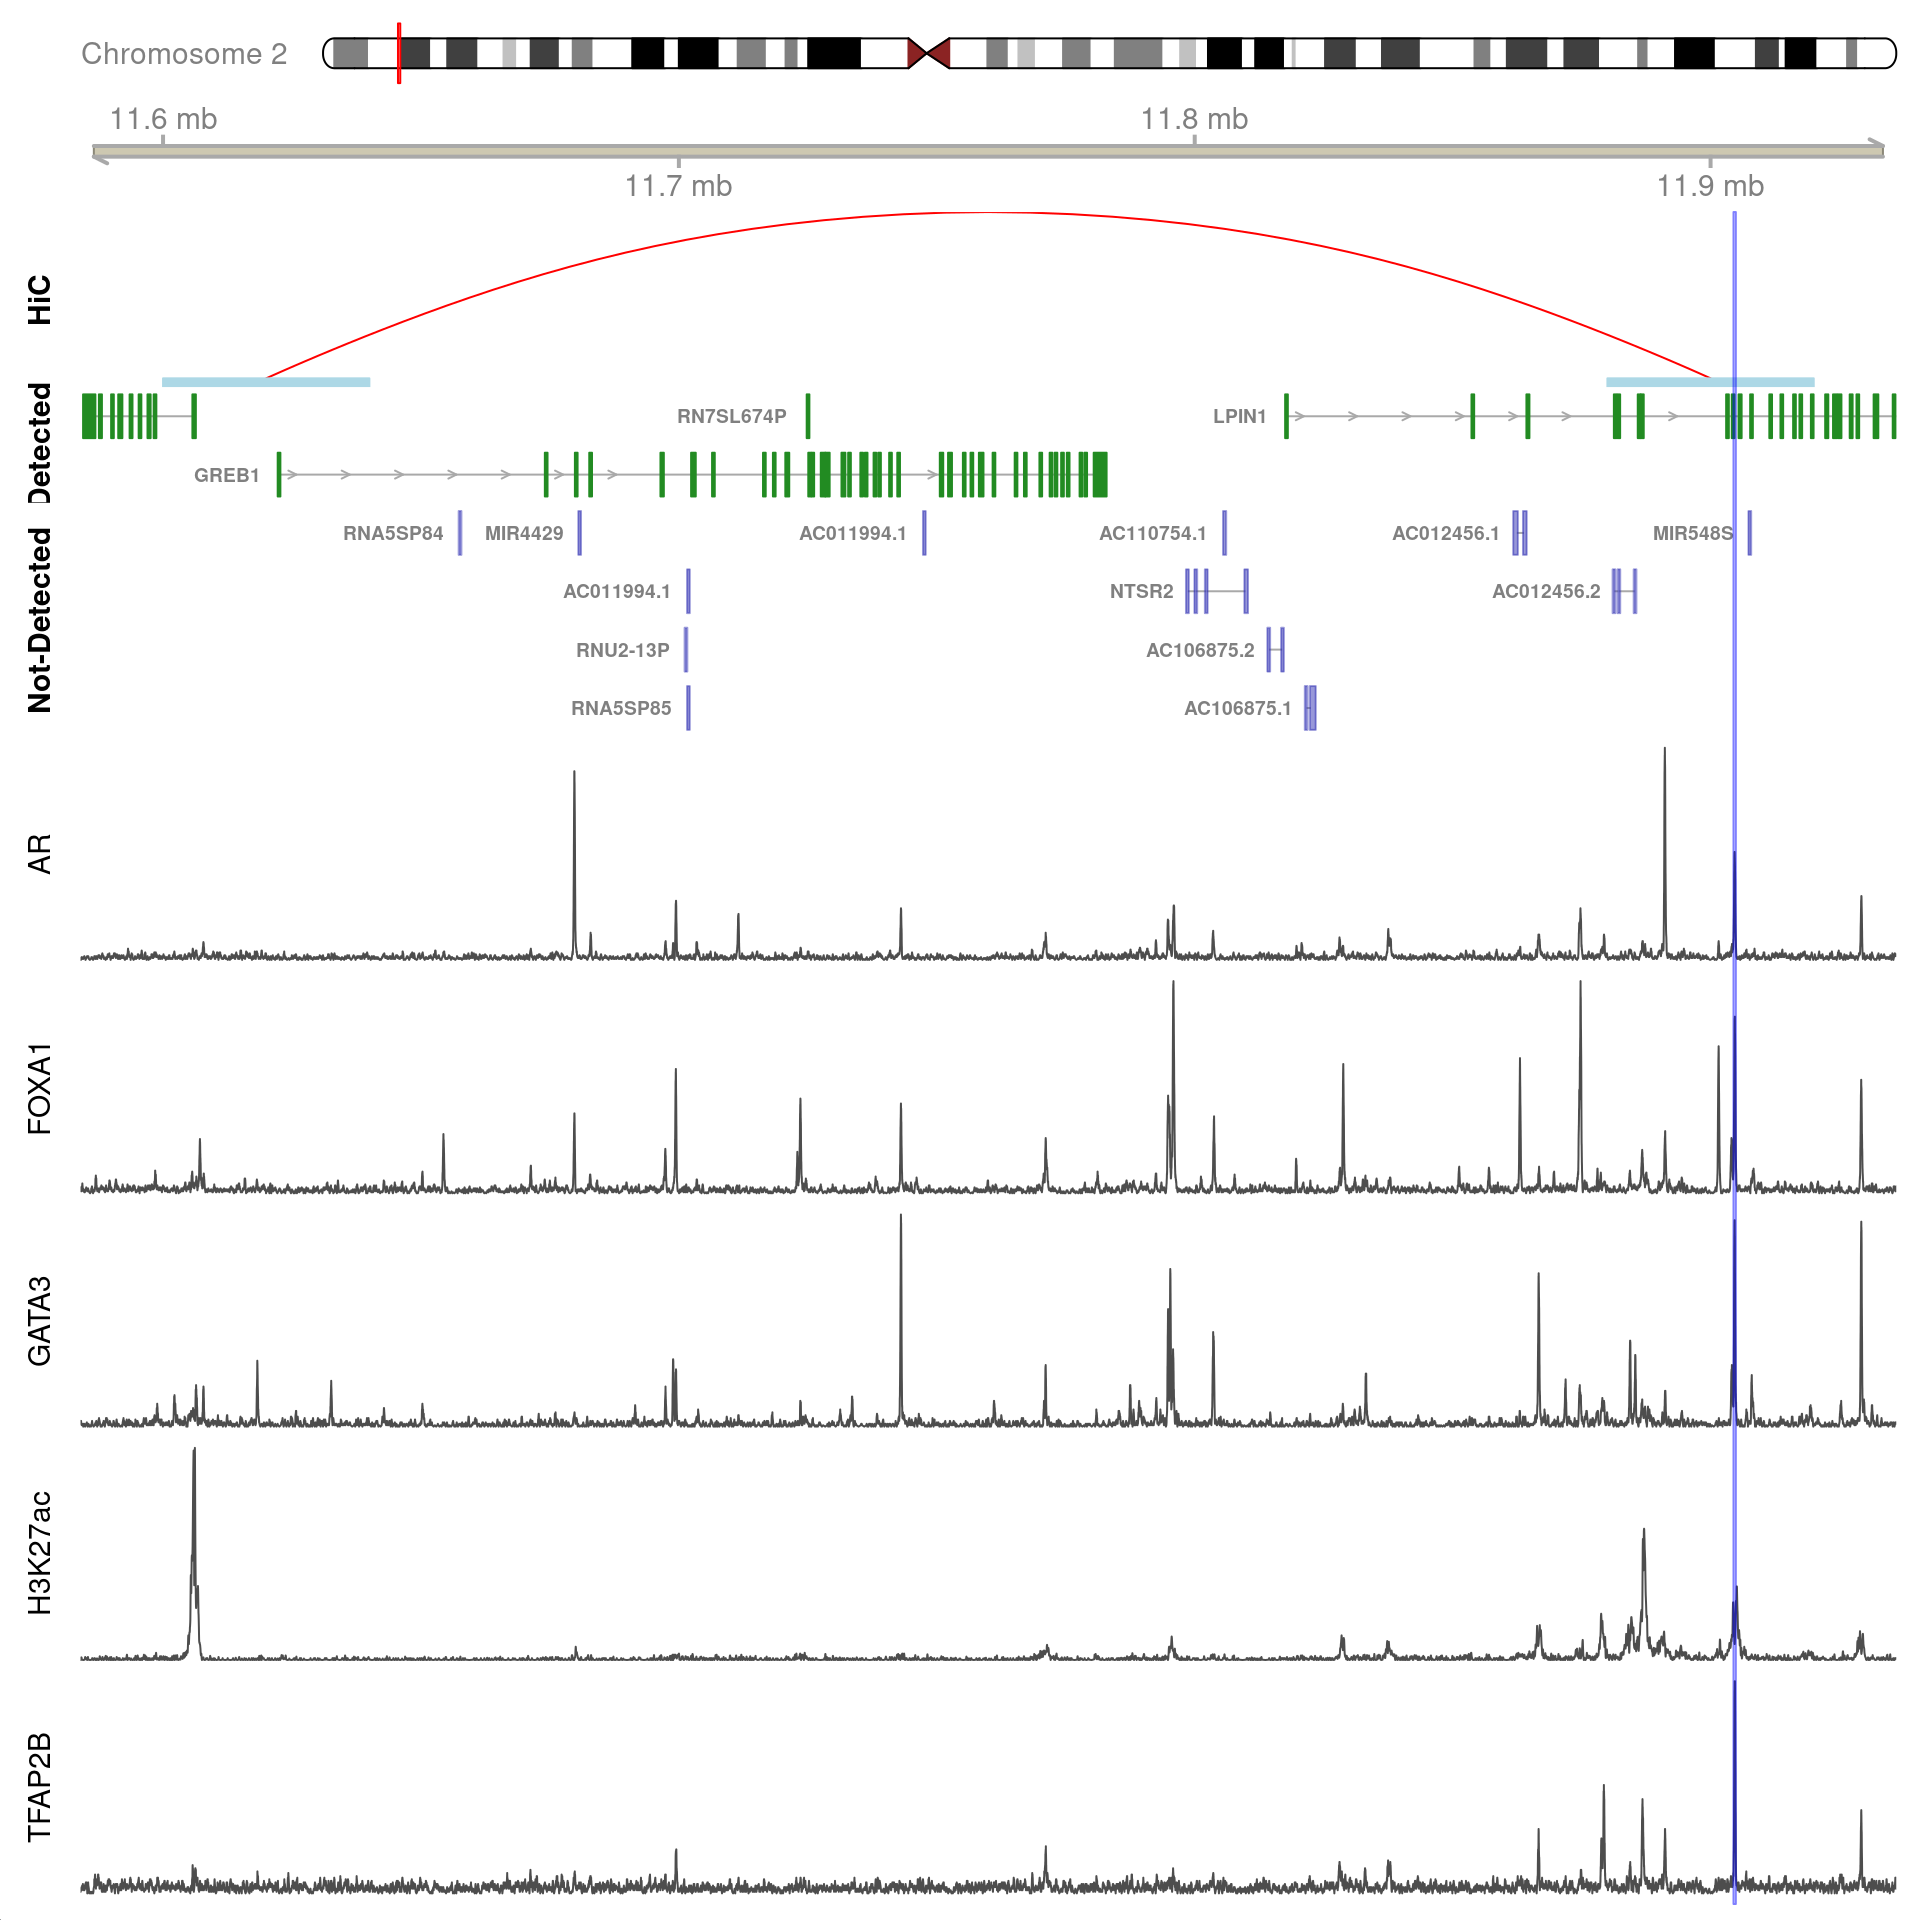 Chromosome 2
11.6 mb
11.8 mb
11.7 mb
11.9 mb
HiC
Detected
RN7SL674P
LPIN1
GREB1
Not-Detected
RNA5SP84
MIR4429
AC011994.1
AC110754.1
AC012456.1
MIR548S
AC011994.1
NTSR2
AC012456.2
RNU2-13P
AC106875.2
RNA5SP85
AC106875.1
AR
FOXA1
GATA3
H3K27ac
TFAP2B